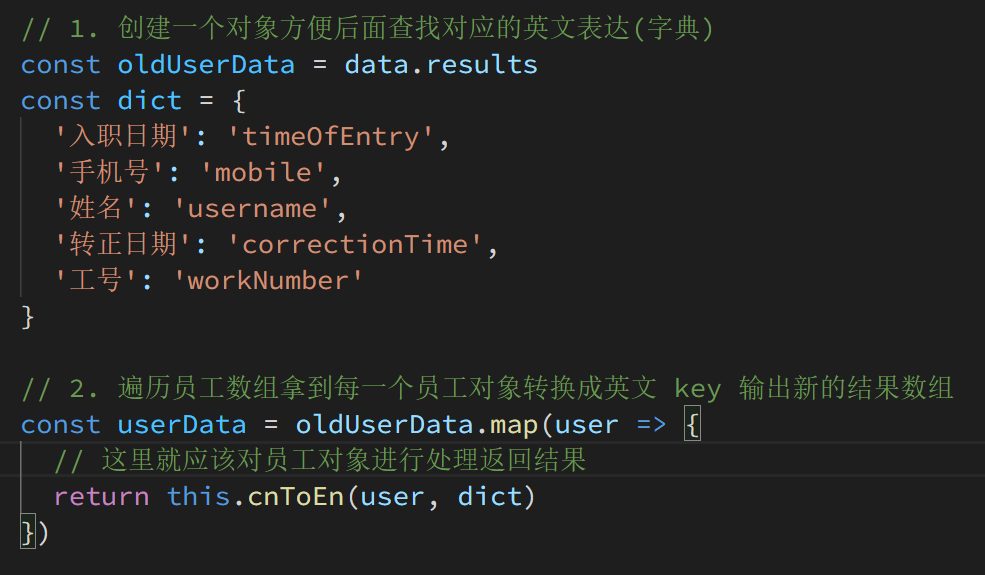 // 1. 创建一个对象方便后面查找对应的英文表达(字典)
const oldUserData = data.results
const dict = {
  '入职日期': 'timeOfEntry',
  '手机号': 'mobile',
  '姓名': 'username',
  '转正日期': 'correctionTime',
  '工号': 'workNumber'
}

// 2. 遍历员工数组拿到每一个员工对象转换成英文 key 输出新的结果数组
const userData = oldUserData.map(user => {
  // 这里就应该对员工对象进行处理返回结果
  return this.cnToEn(user, dict)
})